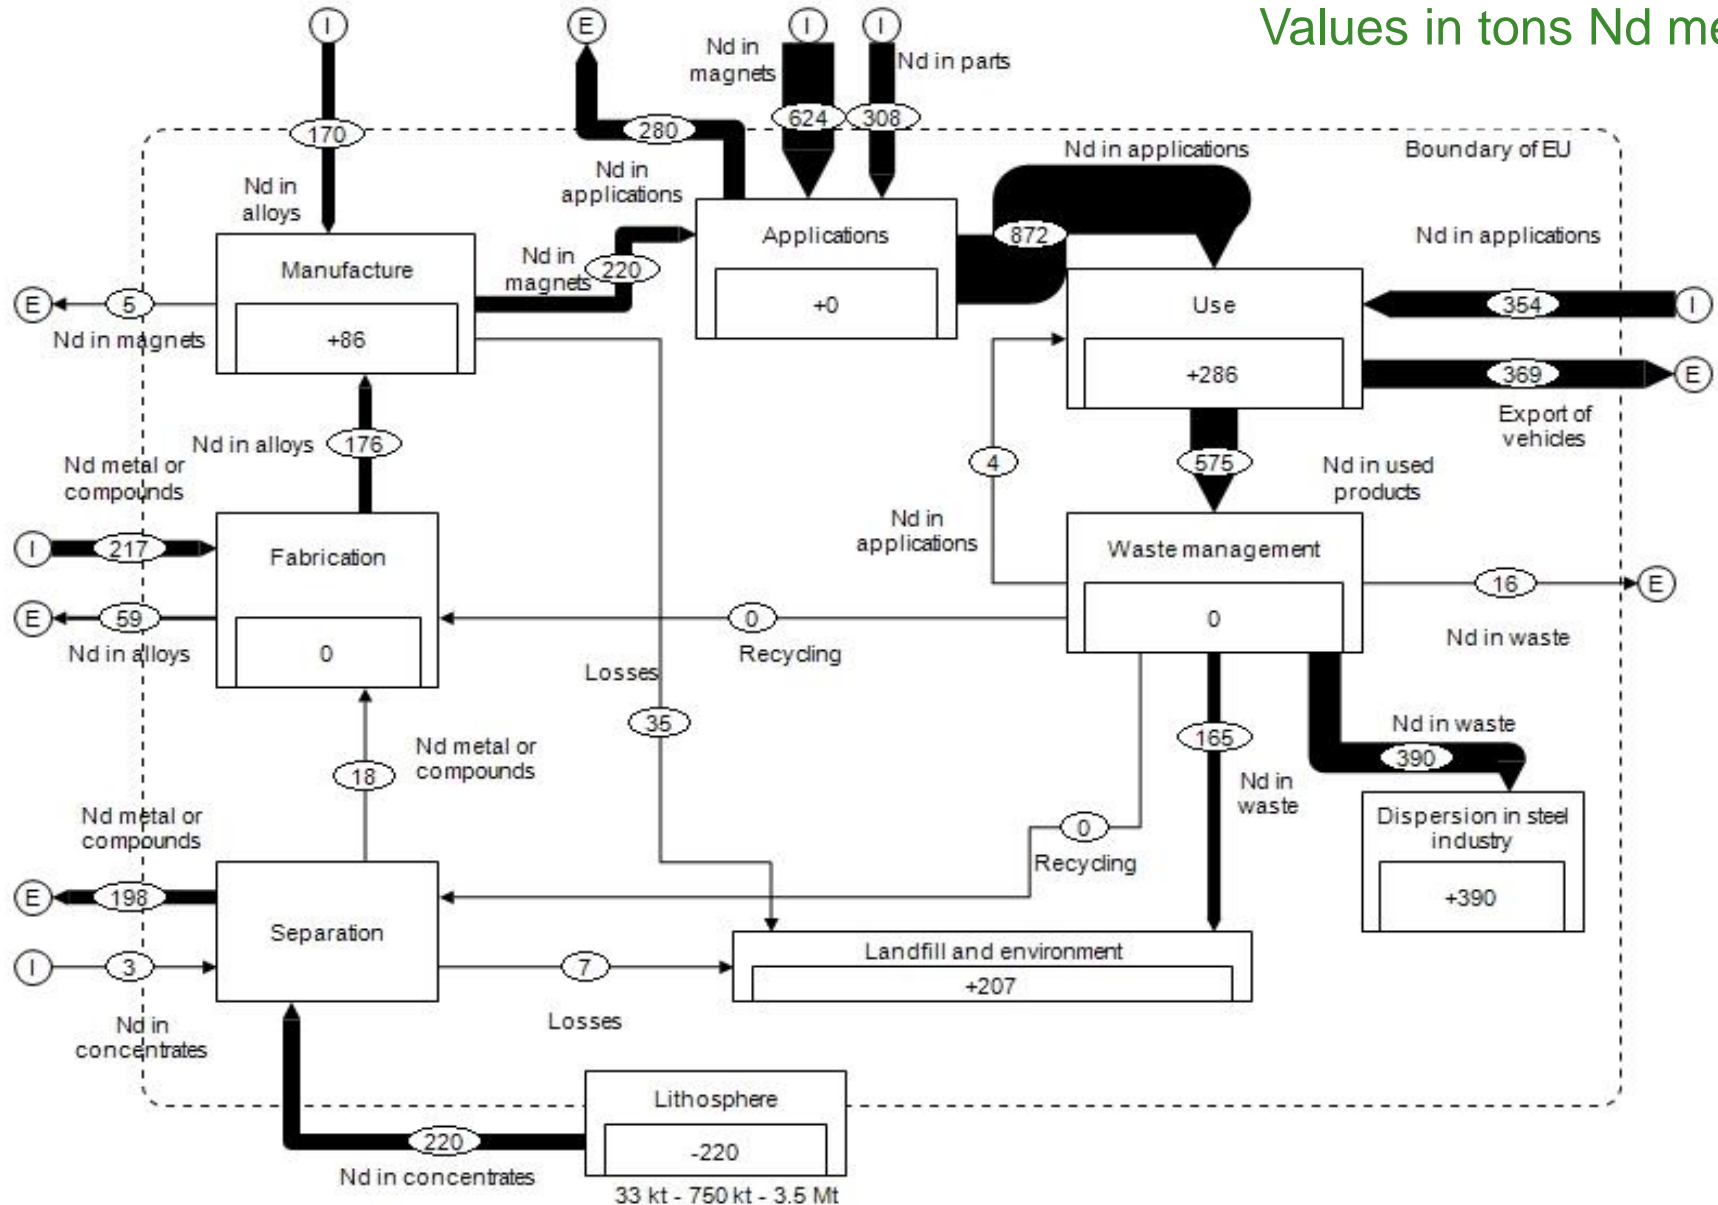 Values in tons Nd me
I
E
I
I
Nd in
magnets
Nd in parts
170
280
624
308
Nd in applications
Boundary of EU
Nd in
alloys
Nd in
applications
Manufacture
+86
Nd in
magnets
220
Applications
+0
872
Nd in applications
Use
+286
354
I
369
E
Export of
vehicles
E
5
Nd in magnets
Nd in alloys
176
Nd metal or
compounds
I
217
Fabrication
0
E
59
Nd in alloys
4
Nd in
applications
575
Nd in used
products
Waste management
0
16
E
Nd in waste
0
Recycling
Losses
35
18
Nd metal or
compounds
165
Nd in
waste
Nd in waste
390
Dispersion in steel
industry
+390
Nd metal or
compounds
0
Recycling
E
198
Separation
I
3
Nd in
concentrates
7
Losses
Landfill and environment
+207
Lithosphere
-220
220
Nd in concentrates
33 kt - 750 kt - 3.5 Mt